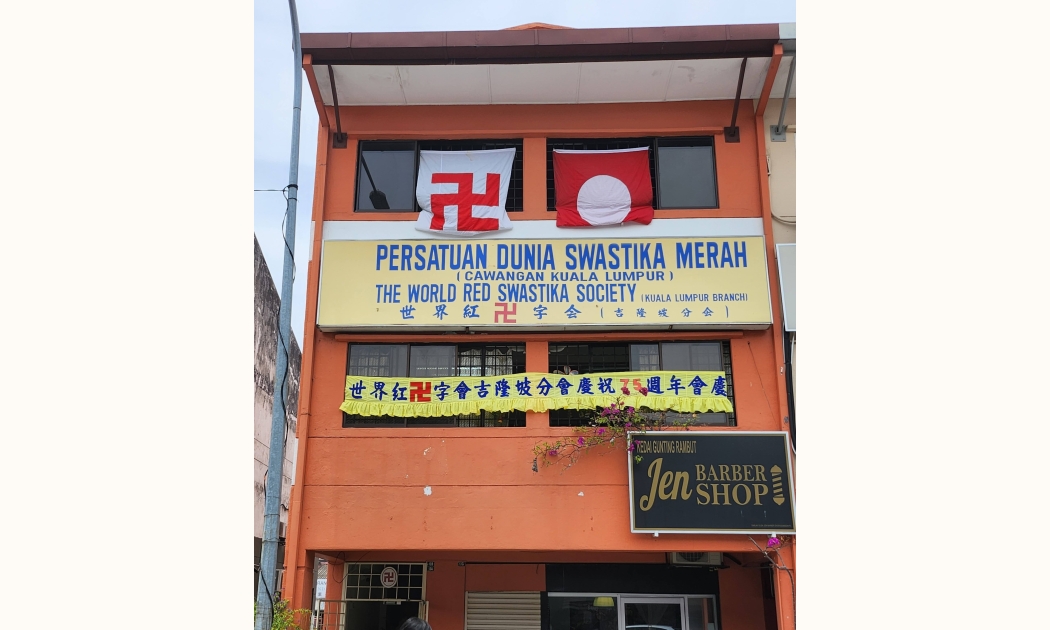 PERSATUAN DUNIA SWASTIKA MERAH
(CAWANGAN KUALA LUMPUR)
THE WORLD RED SWASTIKA SOCIETY (KUALA LUMPUR BRANCH)
世界紅卍字会(吉隆坡分会)
世界红卍字會吉隆坡分會慶祝75週年會慶
KEDAI GUNTING RAMBUT
Jen BARBER SHOP